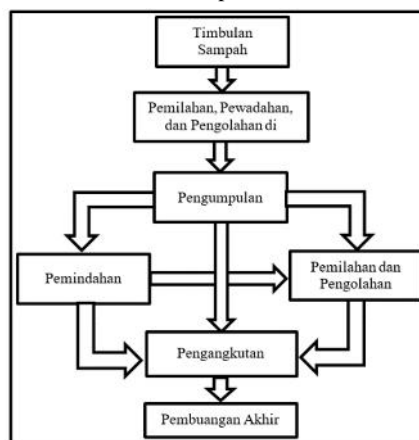 Timbulan
Sampah
Pemilahan, Pewadahan,
dan Pengolahan di
Pengumpulan
Pemindahan
Pemilahan dan
Pengolahan
Pengangkutan
Pembuangan Akhir